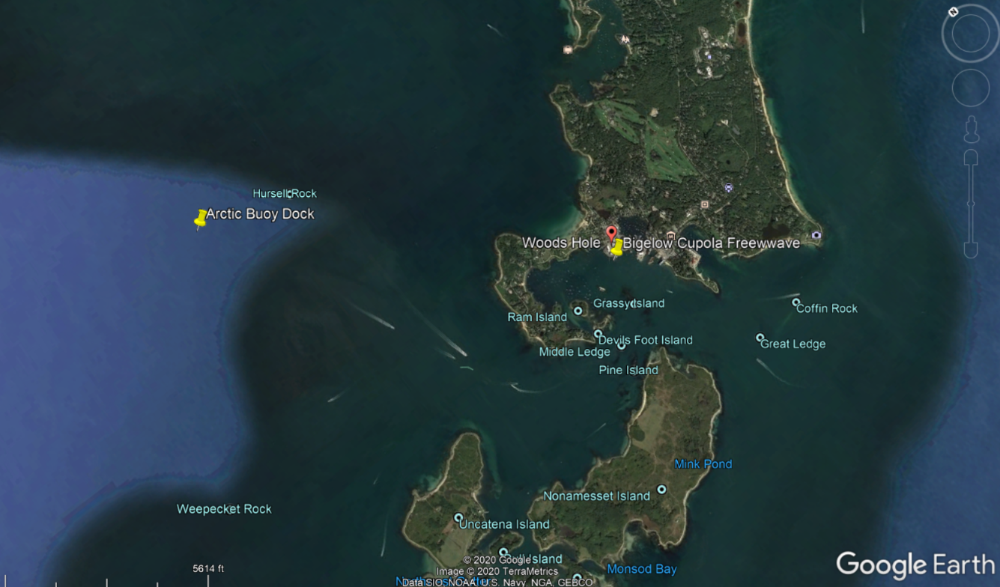 Hursell Rock
Arctic Buoy Dock
Woods Hole
Bigelow Cupola Freewwave
Grassy Island
Coffin Rock
Ram Island
Devils Foot Island
Great Ledge
Middle Ledge
Pine Island
Mink Pond
Nonamesset Island
Weepecket Rock
Uncatena Island
Island
© 2020 Google
5614 ft
Monsod Bay
Image © 2020 TerraMetrics
Data SIO, NOAA, U.S. Navy, NGA, GEBCO
Google Earth